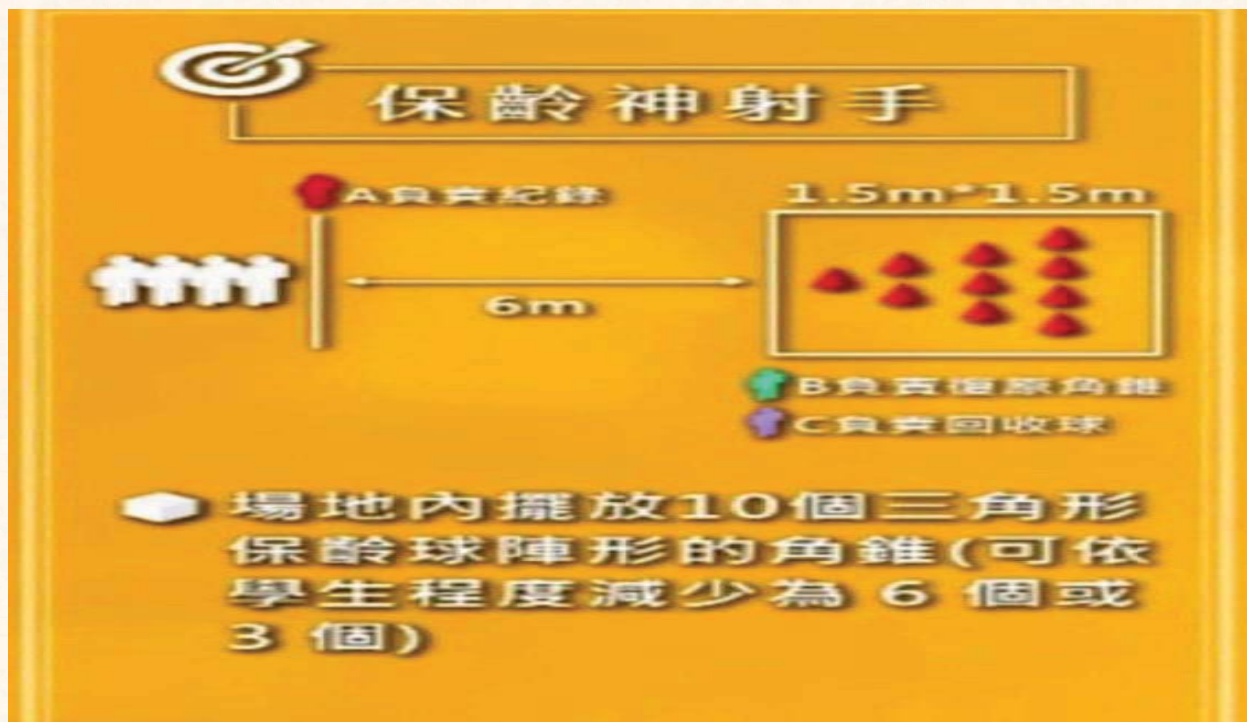 保齡神射手
A負責紀錄
1.5m*1.5m
6m
B負責復原角錐
C負責回收球
場地內擺放10個三角形
保齡球陣形的角錐(可依
學生程度減少為 6 個或
3 個)